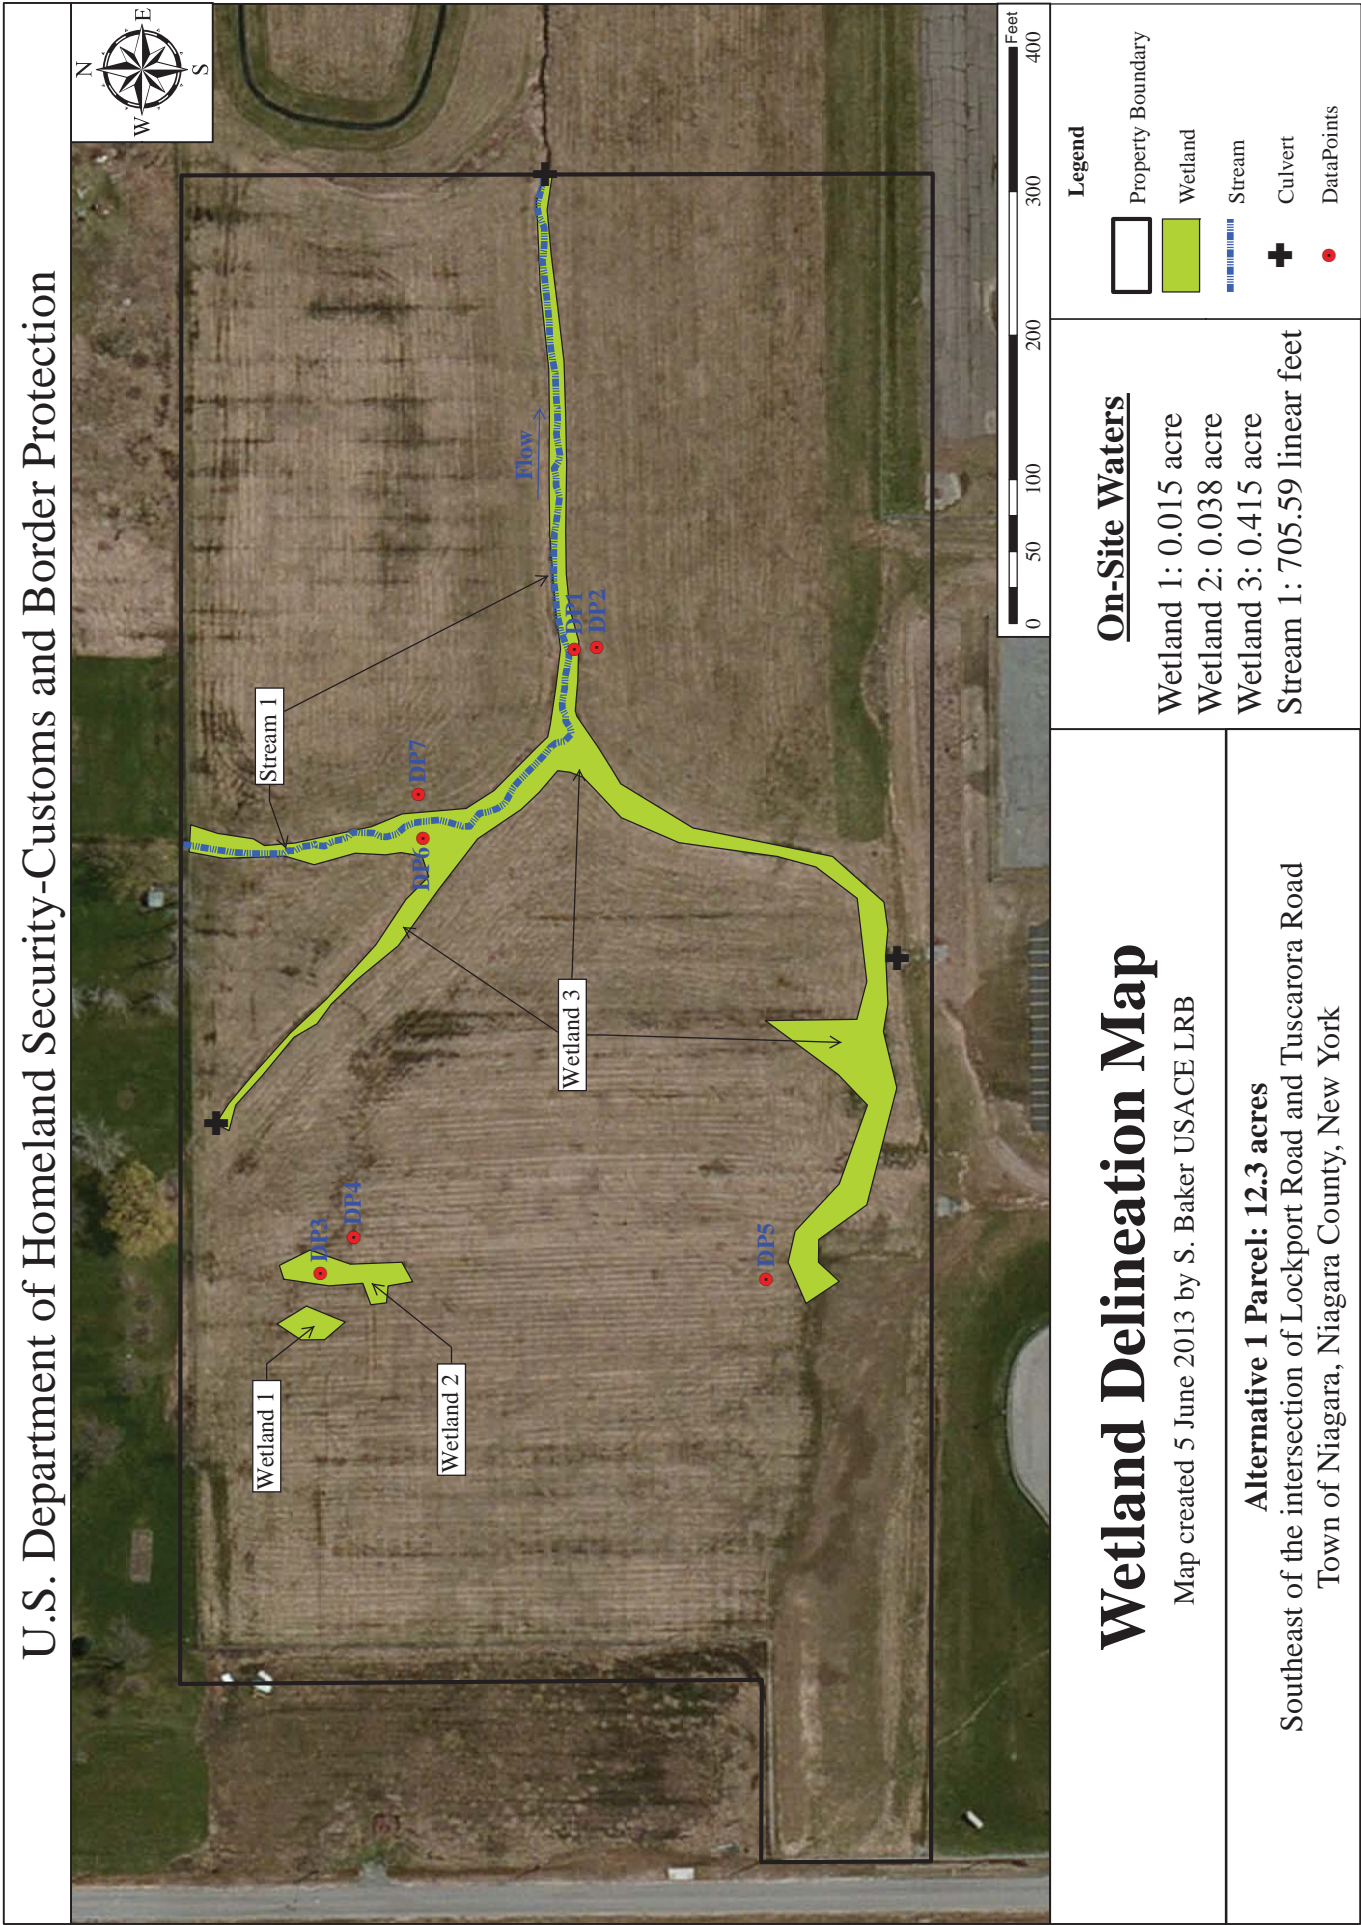 U.S. Department of Homeland Security-Customs and Border Protection
N
E
S
W
Stream 1
Flow
DP1
DP2
DP7
DP6
Wetland 3
DP3
DP4
DP5
Wetland 1
Wetland 2
0 50 100 200 300 400
Feet
Wetland Delineation Map
Map created 5 June 2013 by S. Baker USACE LRB
Alternative 1 Parcel: 12.3 acres
Southeast of the intersection of Lockport Road and Tuscarora Road
Town of Niagara, Niagara County, New York
On-Site Waters
Wetland 1: 0.015 acre
Wetland 2: 0.038 acre
Wetland 3: 0.415 acre
Stream 1: 705.59 linear feet
Legend
Property Boundary
Wetland
Stream
Culvert
DataPoints